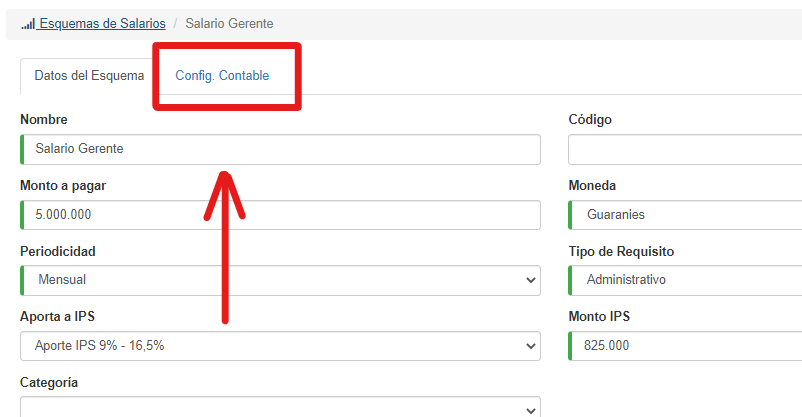 Esquemas de Salarios / Salario Gerente
Datos del Esquema Config. Contable
Nombre Código
Salario Gerente
Monto a pagar Moneda
5.000.000 Guaranies
Periodicidad Tipo de Requisito
Mensual Administrativo
Aporta a IPS Monto IPS
Aporte IPS 9% - 16,5% 825.000
Categoría